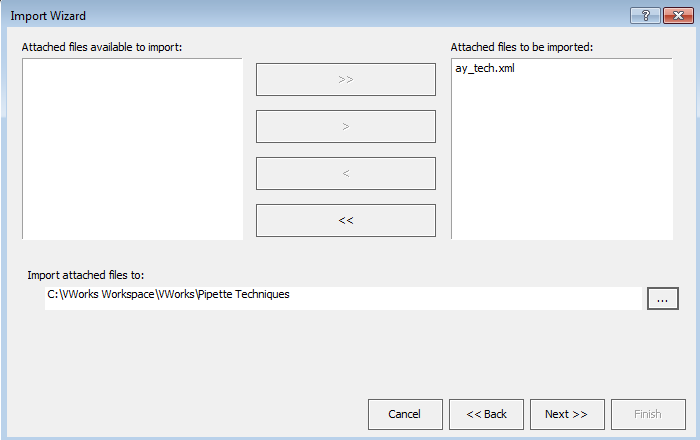 Import Wizard
Attached files available to import:
Attached files to be imported:
>>
ay_tech.xml
>
<
<<
Import attached files to:
C:\VWorks Workspace\VWorks\Pipette Techniques
...
Cancel
<< Back
Next >>
Finish